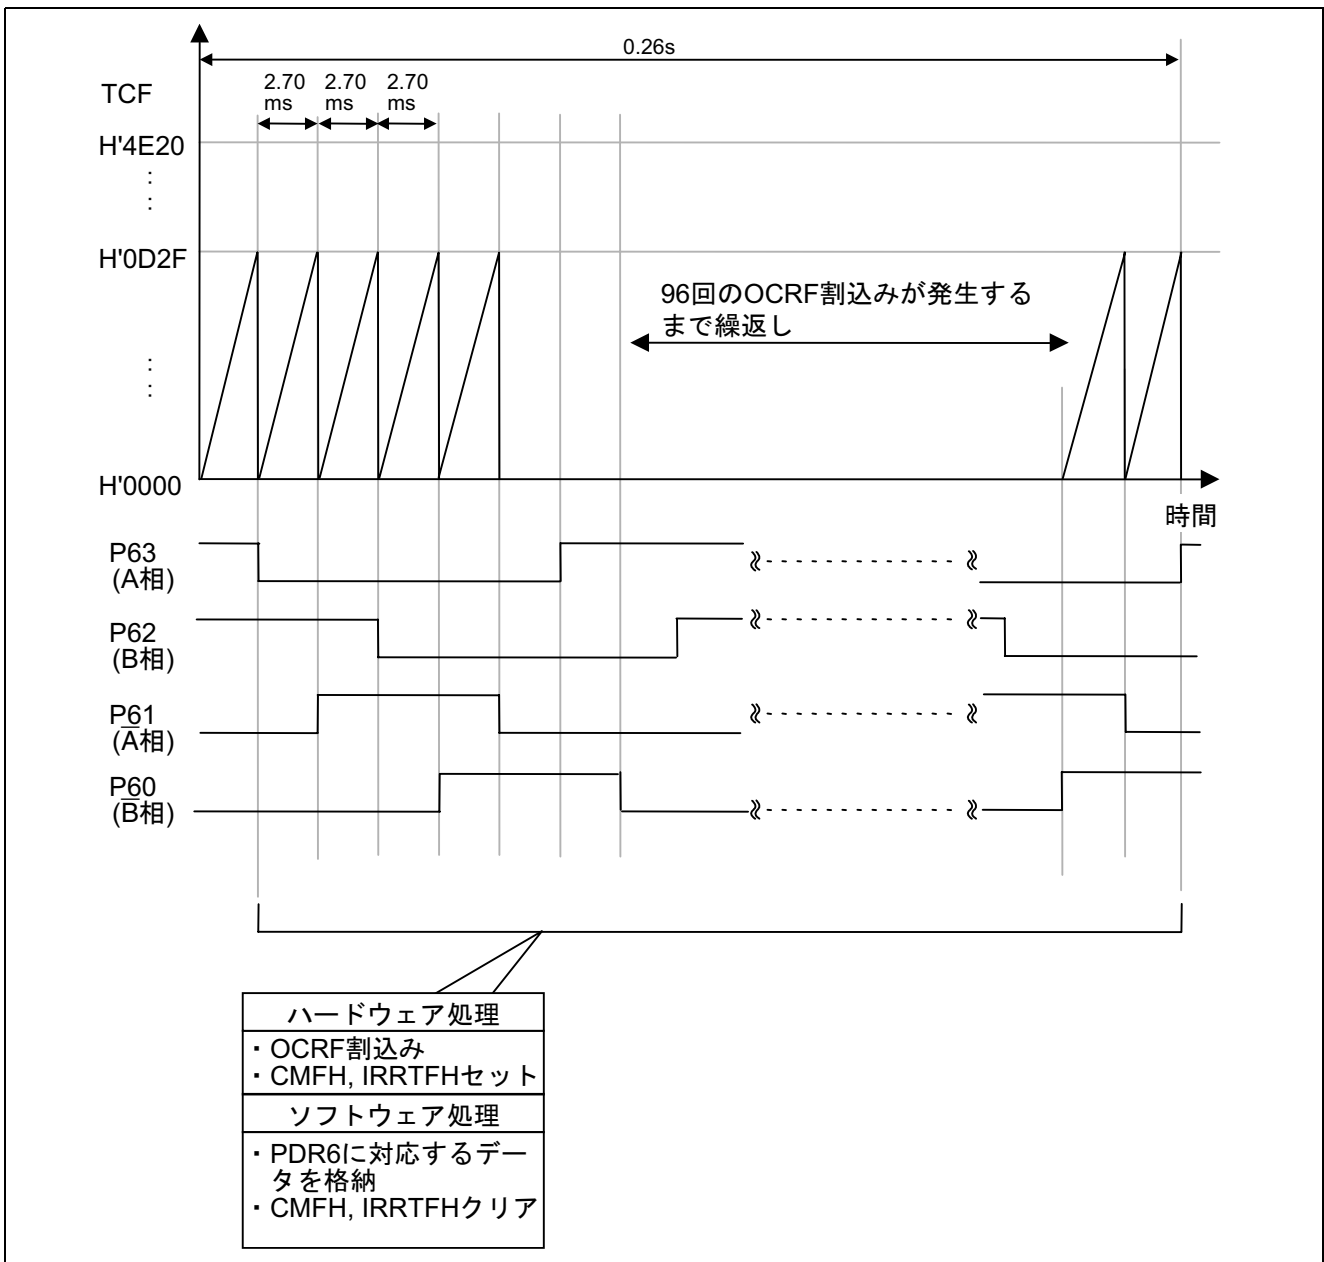 0.26s
2.70 2.70 2.70
ms ms ms
TCF
H'4E20
H'0D2F
96回のOCRF割込みが発生する
まで繰返し
H'0000
時間
P63
(A相)
P62
(B相)
P61
(A̅相)
P60
(B̅相)
ハードウェア処理
・OCRF割込み
・CMFH, IRRTFHセット
ソフトウェア処理
・PDR6に対応するデー
タを格納
・CMFH, IRRTFHクリア